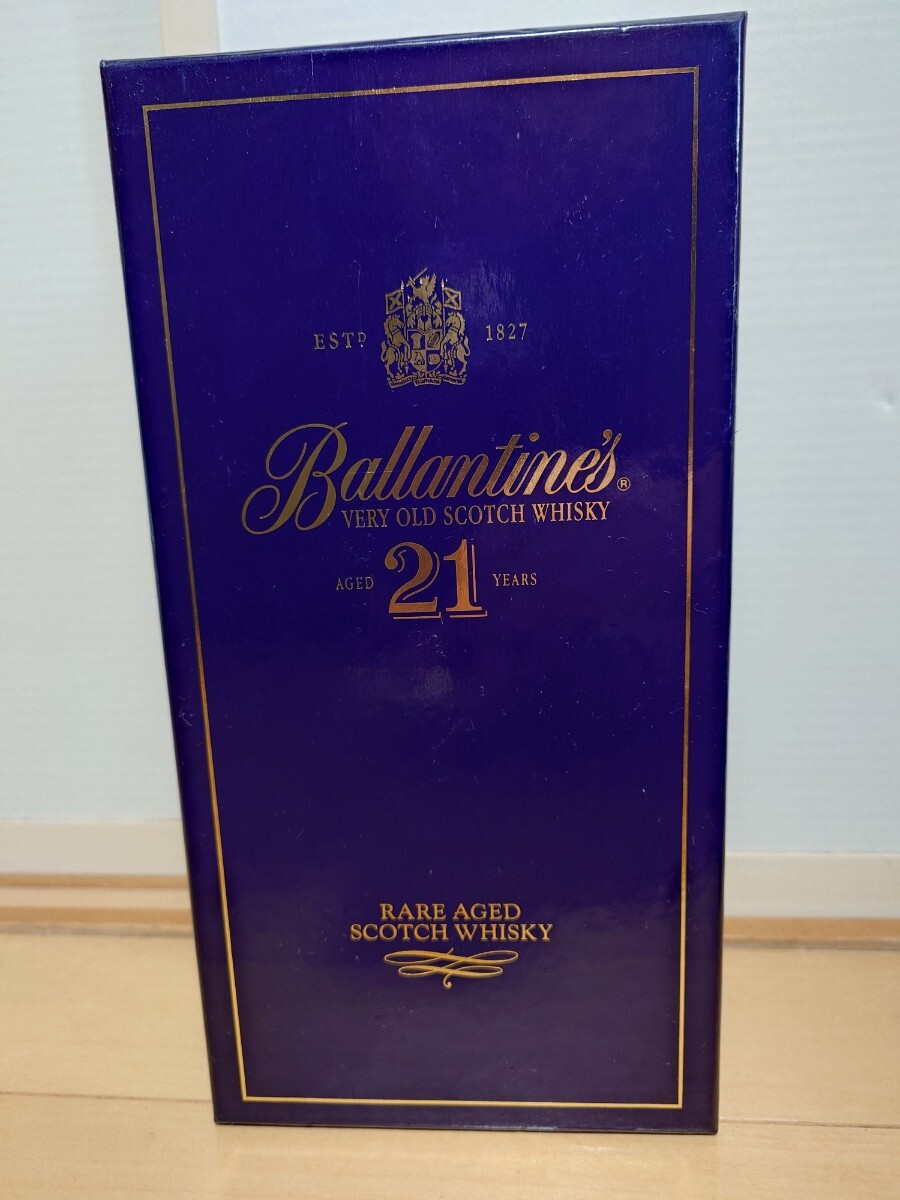 ESTD 1827
Ballantine's®
VERY OLD SCOTCH WHISKY
AGED 21 YEARS
RARE AGED
SCOTCH WHISKY